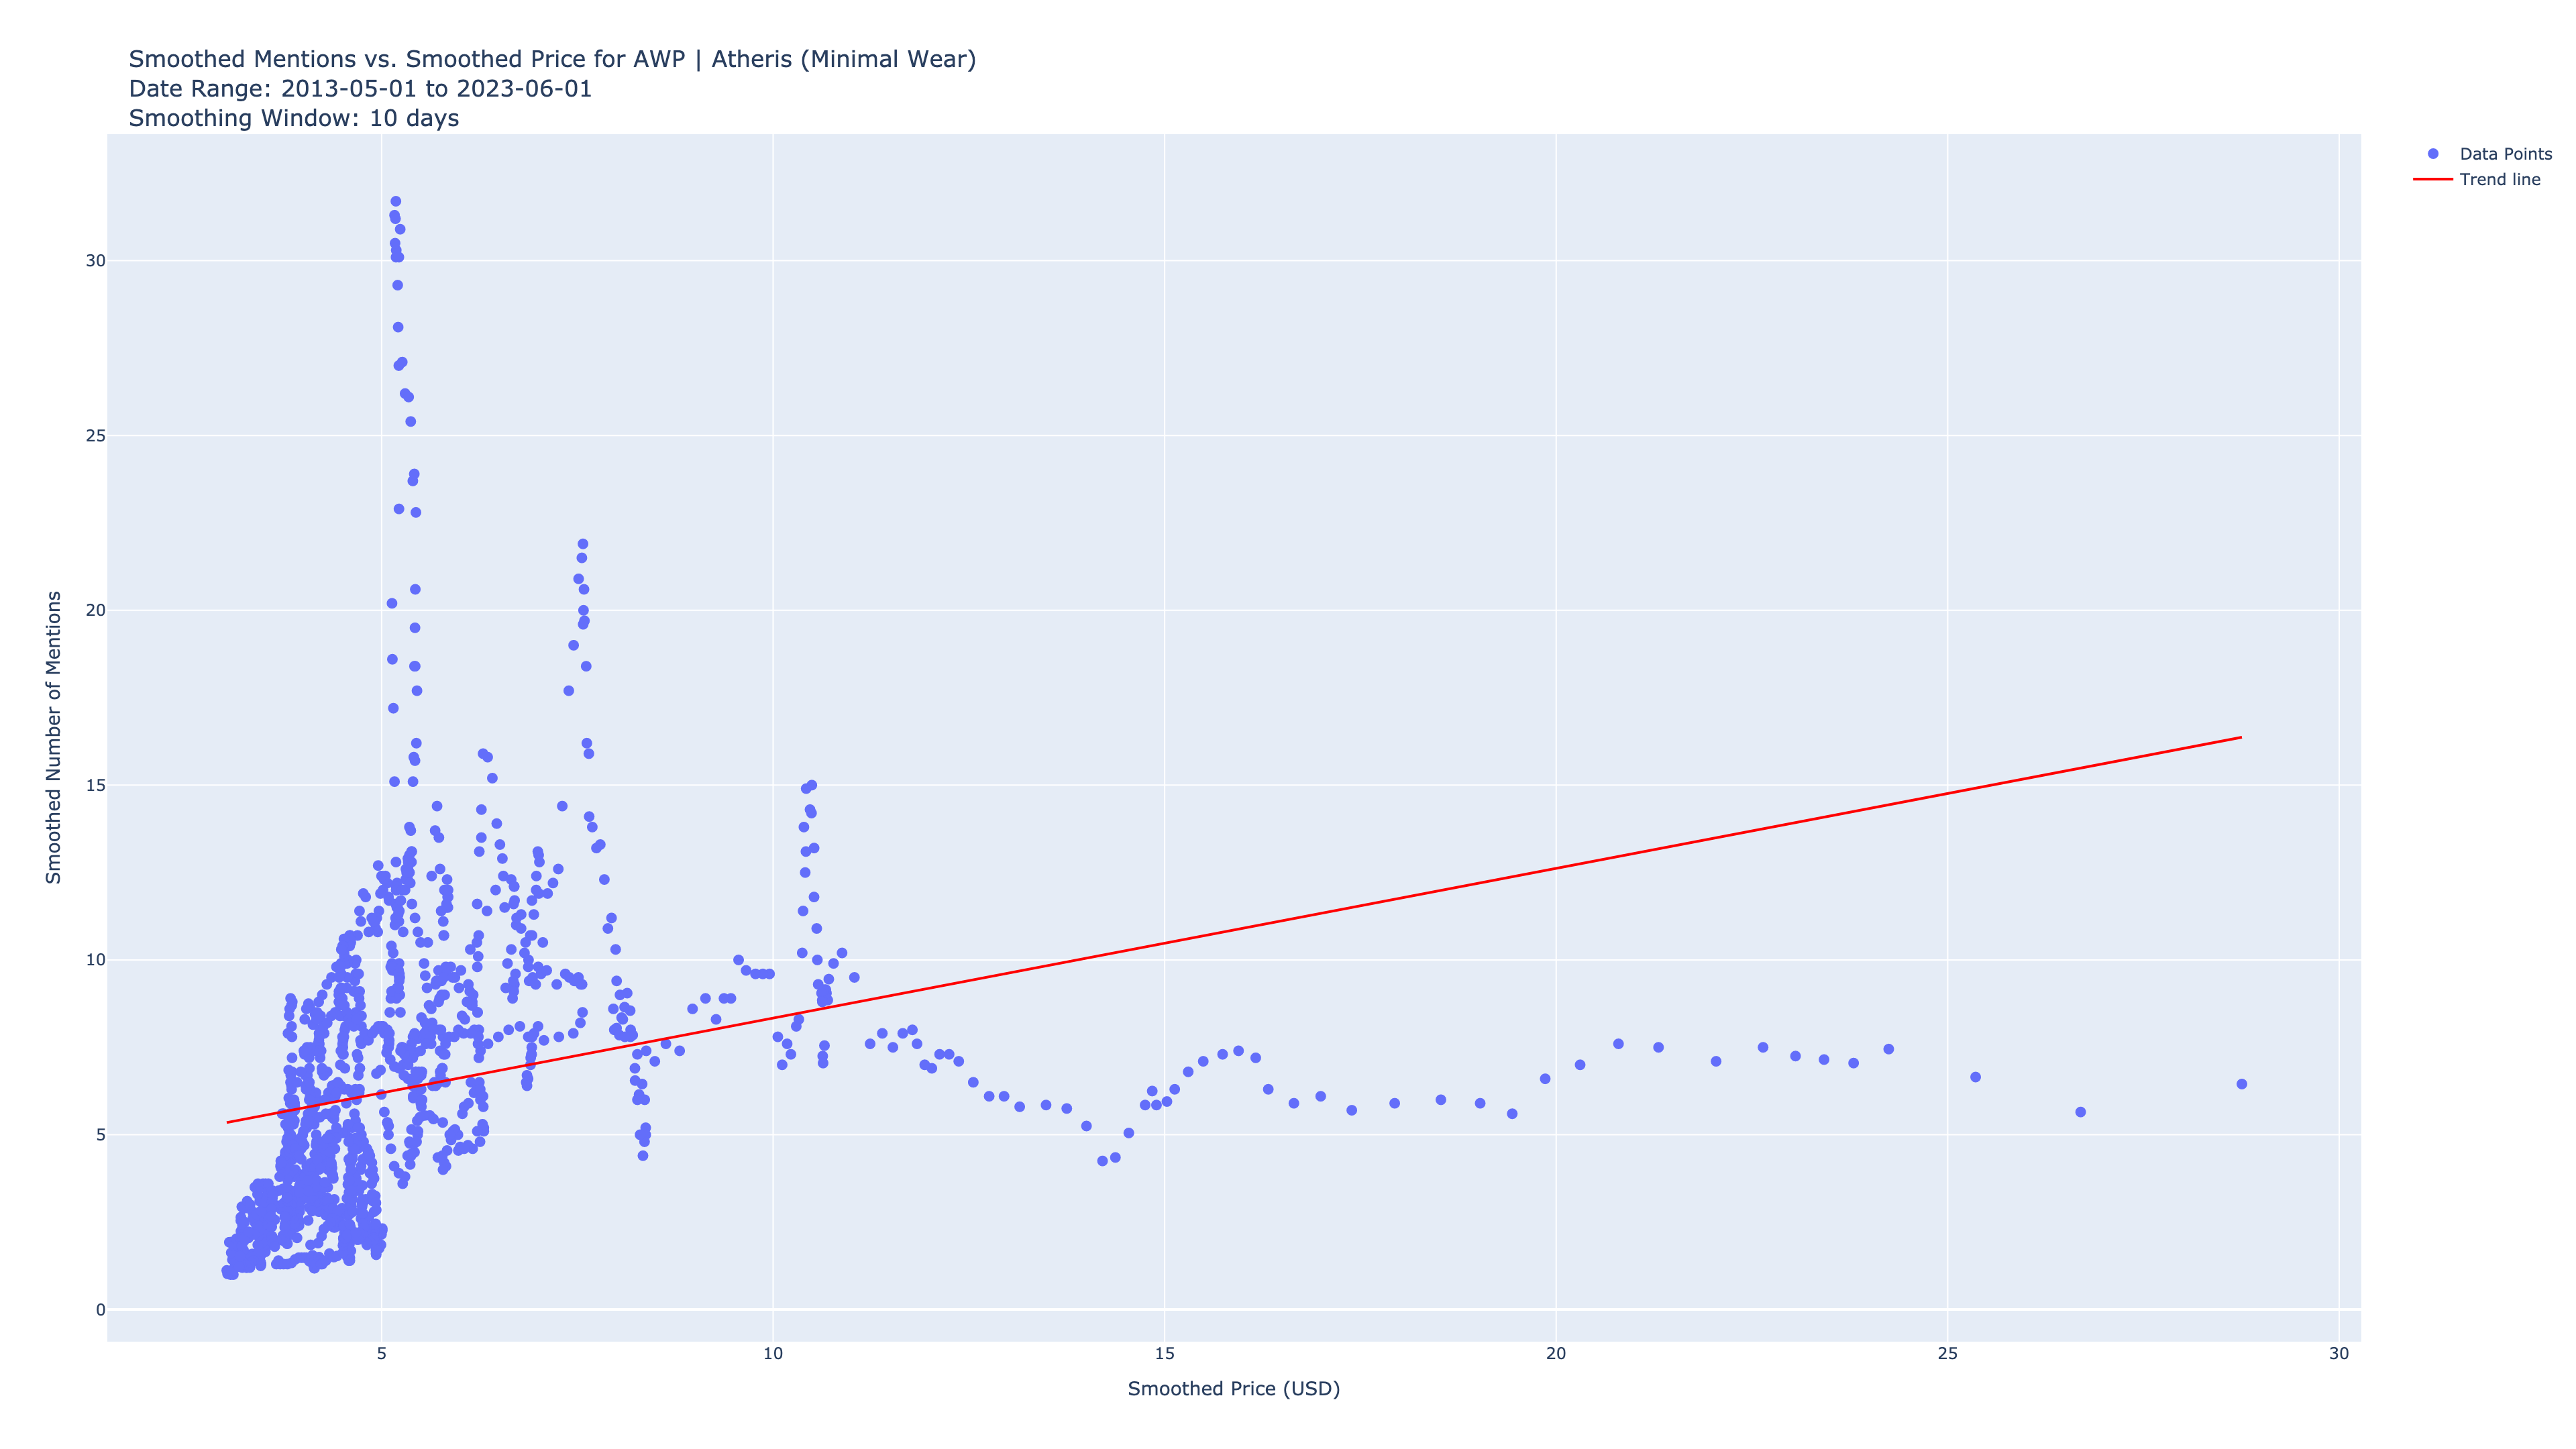 Smoothed Mentions vs. Smoothed Price for AWP | Atheris (Minimal Wear)
Date Range: 2013-05-01 to 2023-06-01
Smoothing Window: 10 days
Data Points
Trend line
Smoothed Number of Mentions
30
25
20
15
10
5
0
5
10
15
20
25
30
Smoothed Price (USD)